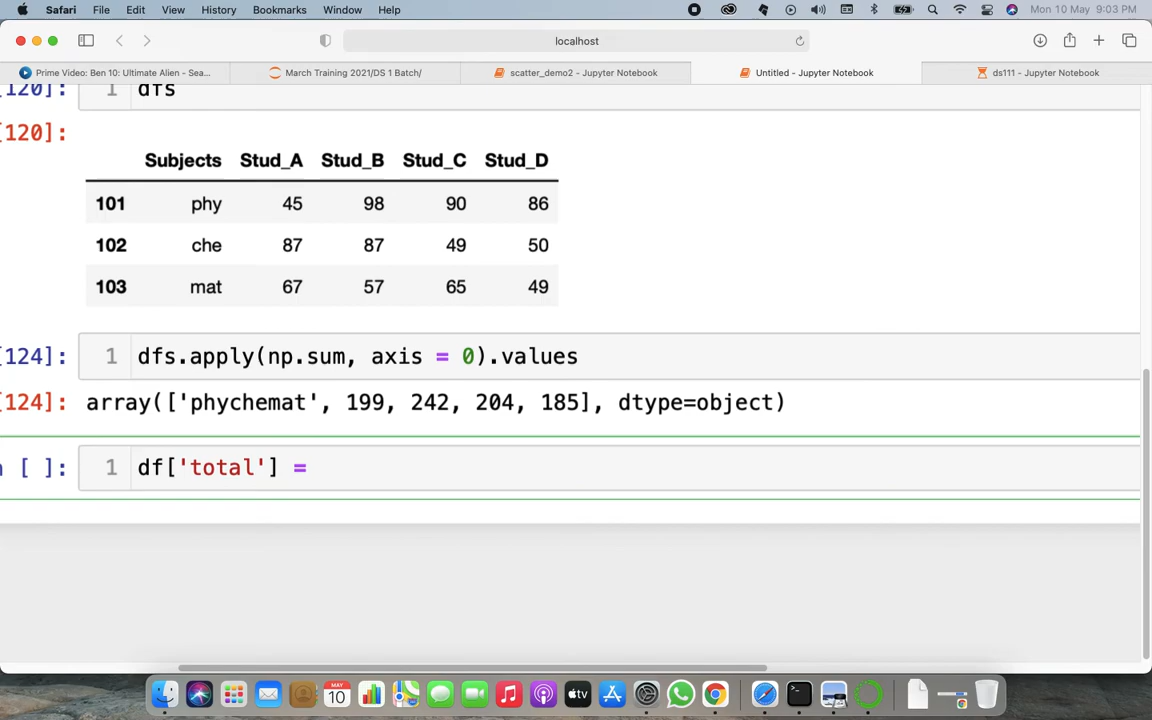 Safari File Edit View History Bookmarks Window Help Mon 10 May 9:03 PM
localhost
Prime Video: Ben 10: Ultimate Alien - Sea... March Training 2021/DS 1 Batch/ scatter_demo2 - Jupyter Notebook Untitled - Jupyter Notebook ds111 - Jupyter Notebook
[120]: 1 dfs
[120]:
Subjects Stud_A Stud_B Stud_C Stud_D
101 phy 45 98 90 86
102 che 87 87 49 50
103 mat 67 57 65 49
[124]: 1 dfs.apply(np.sum, axis = 0).values
[124]: array(['phychemat', 199, 242, 204, 185], dtype=object)
n [ ]: 1 df['total'] =
MAY
10
tv